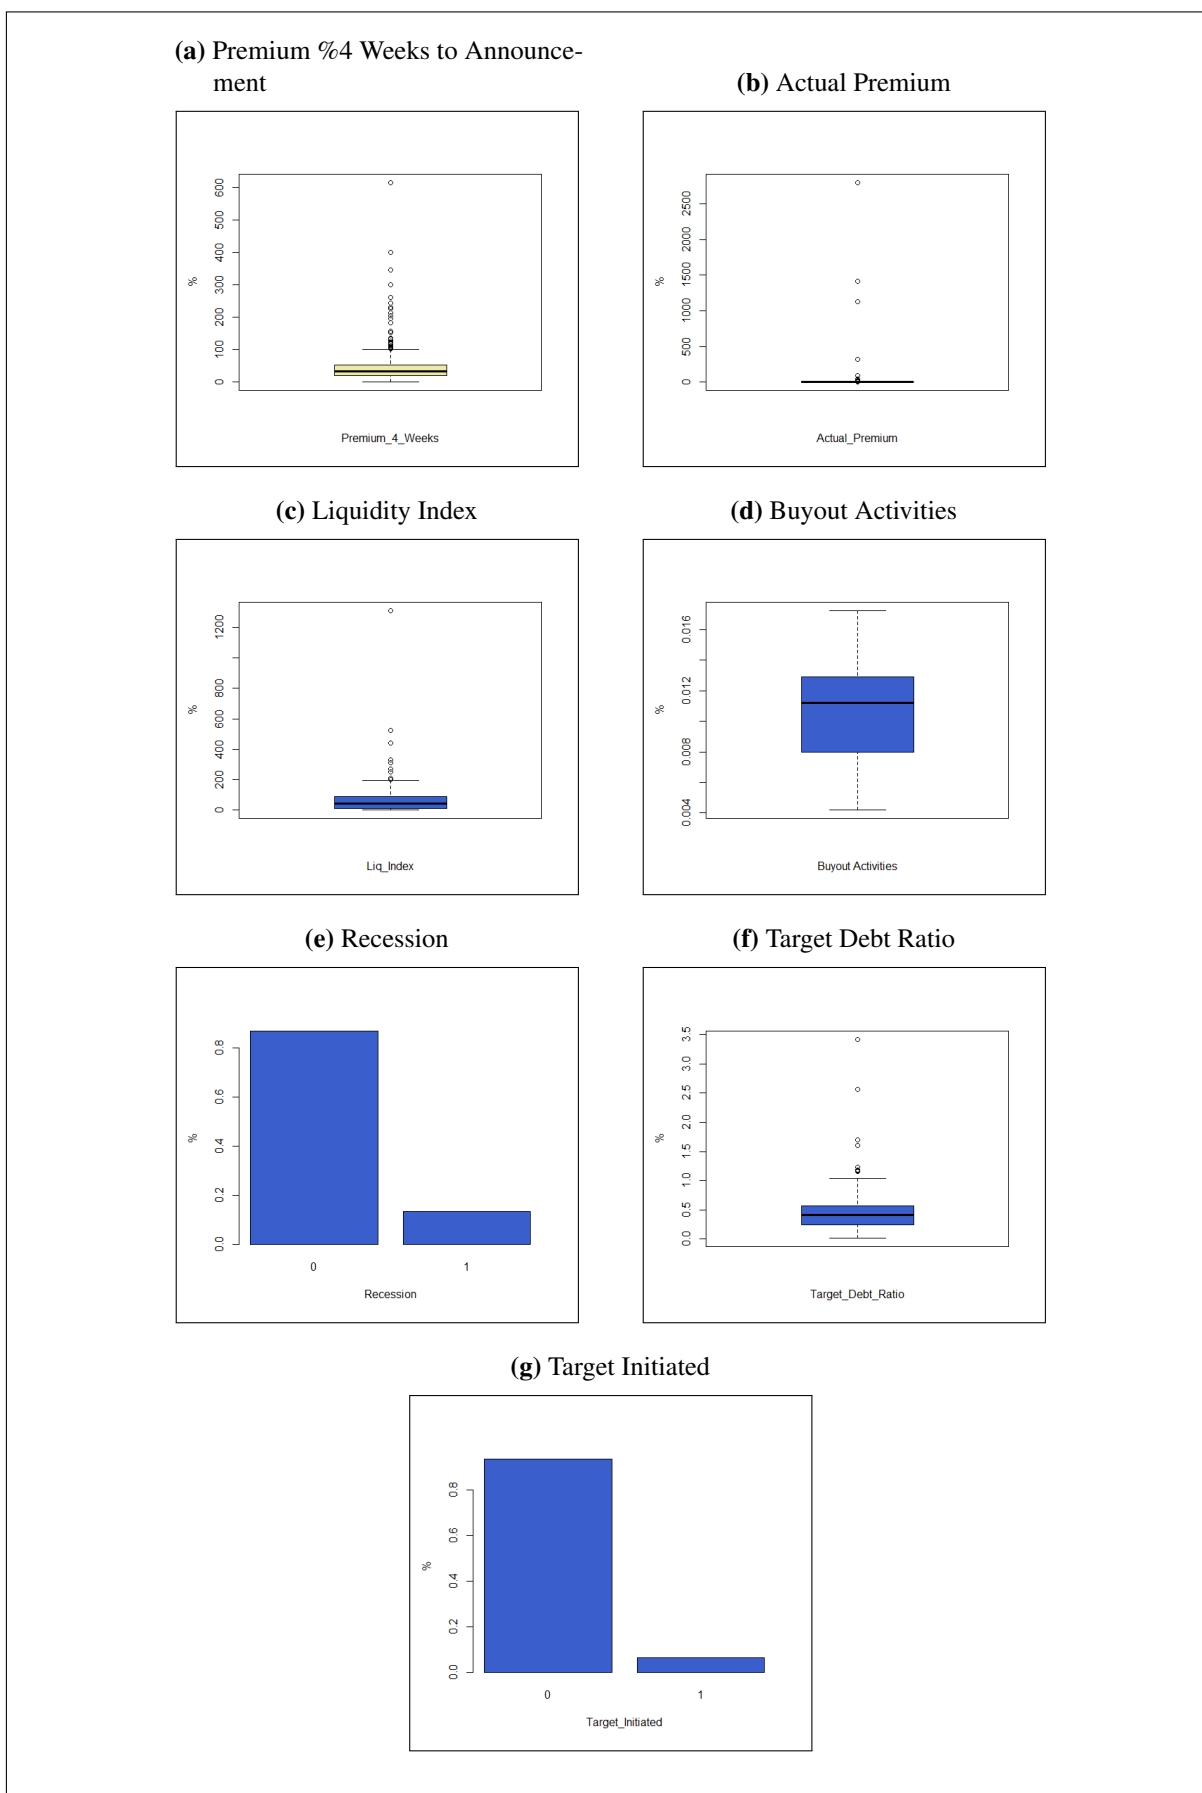 (a) Premium %4 Weeks to Announce-
ment
(b) Actual Premium
%
0 100 200 300 400 500 600
Premium_4_Weeks
%
0 500 1000 1500 2000 2500
Actual_Premium
(c) Liquidity Index
(d) Buyout Activities
%
0 200 400 600 800 1200
Liq_Index
%
0.004 0.008 0.012 0.016
Buyout Activities
(e) Recession
(f) Target Debt Ratio
%
0.0 0.2 0.4 0.6 0.8
0 1
Recession
%
0.0 0.5 1.0 1.5 2.0 2.5 3.0 3.5
Target_Debt_Ratio
(g) Target Initiated
%
0.0 0.2 0.4 0.6 0.8
0 1
Target_Initiated